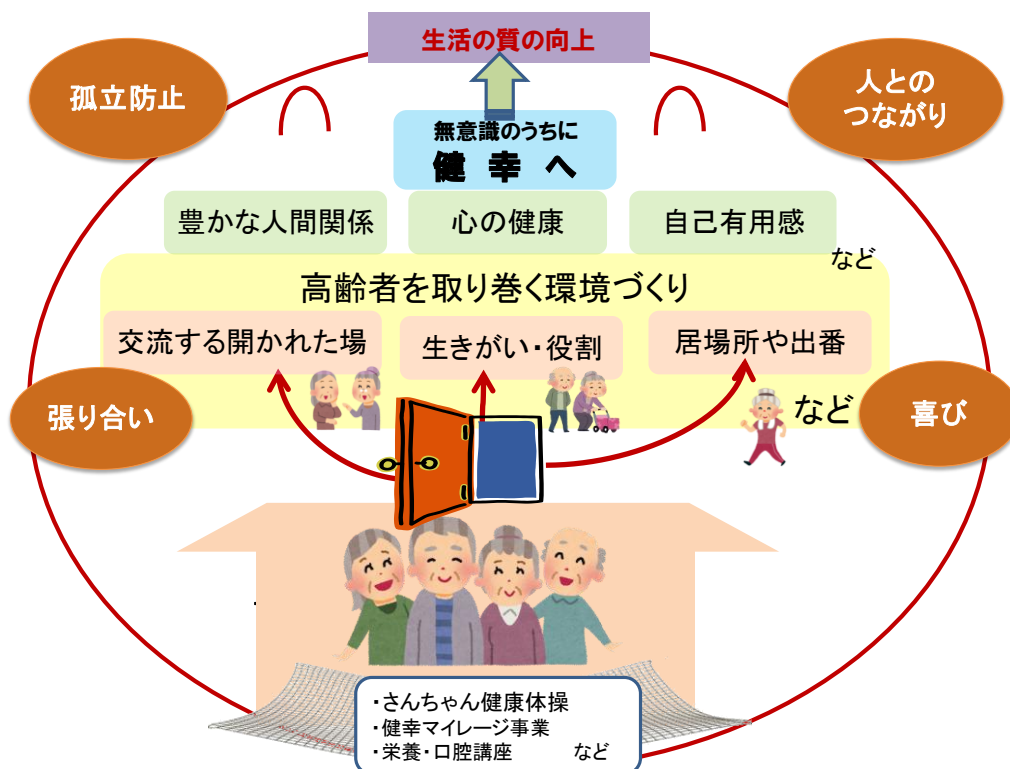 生活の質の向上
孤立防止
人との
つながり
無意識のうちに
健 幸 へ
豊かな人間関係
心の健康
自己有用感
など
高齢者を取り巻く環境づくり
交流する開かれた場
生きがい・役割
居場所や出番
など
張り合い
喜び
・さんちゃん健康体操
・健幸マイレージ事業
・栄養・口腔講座 など